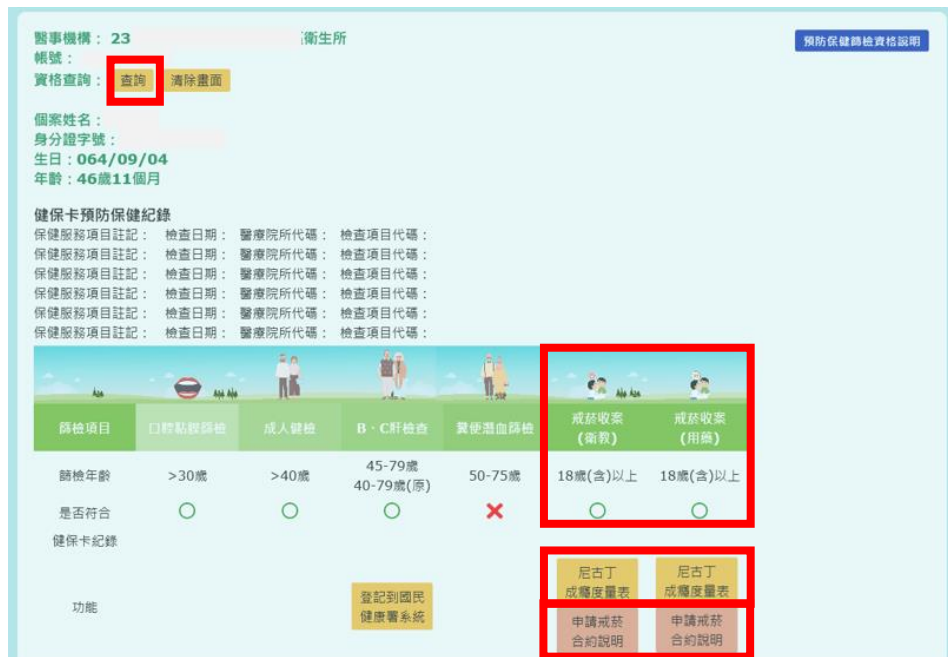 醫事機構： 23 衛生所
預防保健篩檢資格說明
帳號：
資格查詢： 查詢 清除畫面
個案姓名：
身分證字號：
生日：064/09/04
年齡：46歲11個月
健保卡預防保健紀錄
保健服務項目註記： 檢查日期： 醫療院所代碼： 檢查項目代碼：
保健服務項目註記： 檢查日期： 醫療院所代碼： 檢查項目代碼：
保健服務項目註記： 檢查日期： 醫療院所代碼： 檢查項目代碼：
保健服務項目註記： 檢查日期： 醫療院所代碼： 檢查項目代碼：
保健服務項目註記： 檢查日期： 醫療院所代碼： 檢查項目代碼：
保健服務項目註記： 檢查日期： 醫療院所代碼： 檢查項目代碼：
篩檢項目 口腔黏膜篩檢 成人健檢 B、C肝檢查 糞便潛血篩檢 戒菸收案 (衛教) 戒菸收案 (用藥)
篩檢年齡 >30歲 >40歲 45-79歲 40-79歲(原) 50-75歲 18歲(含)以上 18歲(含)以上
是否符合
健保卡紀錄
功能
登記到國民
健康署系統
尼古丁
成癮度量表
尼古丁
成癮度量表
申請戒菸
合約說明
申請戒菸
合約說明